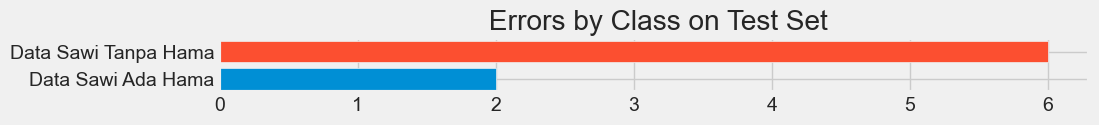 Errors by Class on Test Set
Data Sawi Tanpa Hama
Data Sawi Ada Hama
0 1 2 3 4 5 6